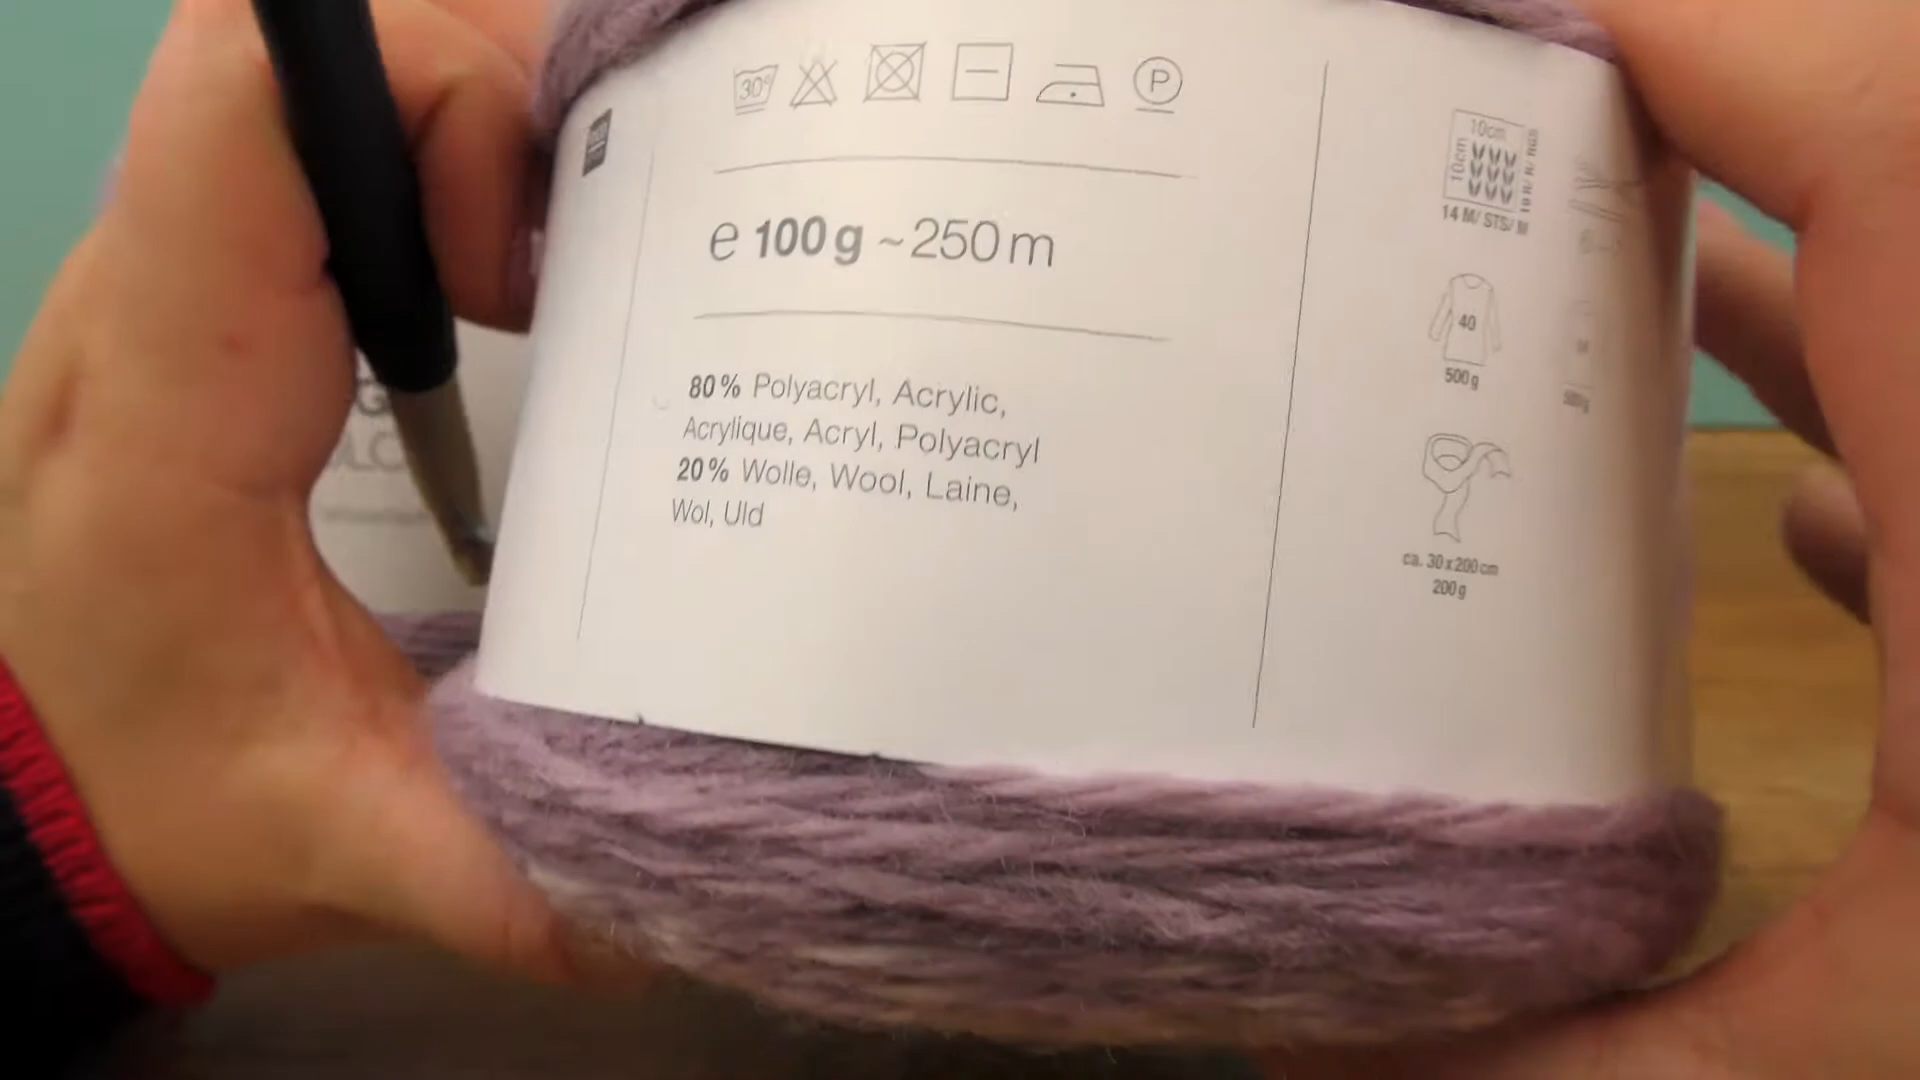 30°
P
e 100 g ~ 250 m
80 % Polyacryl, Acrylic,
Acrylique, Acryl, Polyacryl
20 % Wolle, Wool, Laine,
Wol, Uld
10cm
10cm
14 M/ STS/ M
40
500 g
ca. 30 x 200 cm
200 g